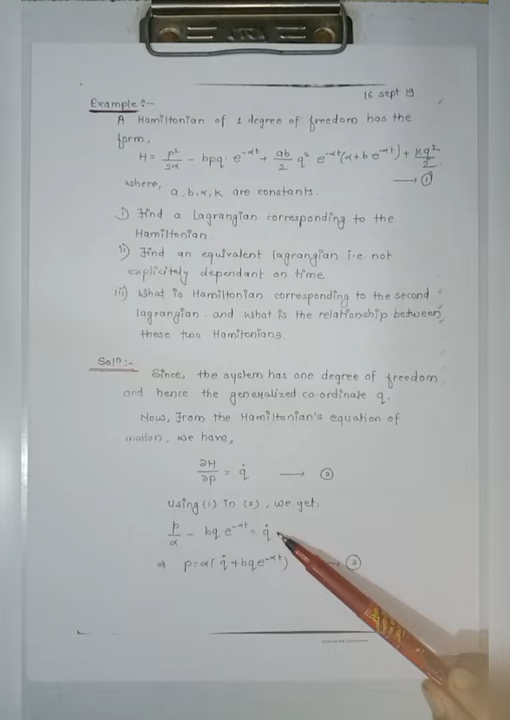 16 sept 19
Example :-
A Hamiltonian of 1 degree of freedom has the
form,
H = p²/2α - bpq. e^-αt + ab/2 q² e^-αt (α + b e^-αt) + kq²/2
→ ①
where,
a, b, α, k are constants.
i) Find a Lagrangian corresponding to the
Hamiltonian.
ii) Find an equivalent lagrangian i.e. not
explicitely dependant on time
iii) What is Hamiltonian corresponding to the second
lagrangian. and what is the relationship between
these two Hamitonians.
Solⁿ :-
Since, the system has one degree of freedom
and hence the generalized co-ordinate q.
Now, from the Hamiltonian's equation of
motion, we have,
∂H/∂p = q̇ → ②
Using (1) in (2), we get,
p/α - bq e^-αt = q̇
⇒ p = α( q̇ + bq e^-αt) → ③